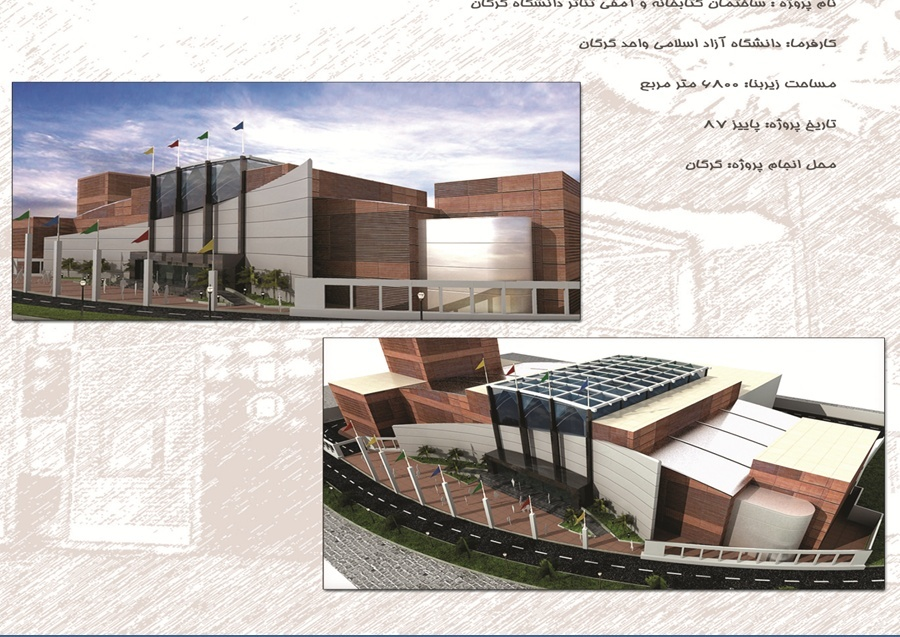 نام پروژه : ساختمان کتابخانه و آمفی تئاتر دانشگاه گرگان
کارفرما: دانشگاه آزاد اسلامی واحد گرگان
مساحت زیربنا: ۶۸۰۰ متر مربع
تاریخ پروژه: پاییز ۸۷
محل انجام پروژه: گرگان